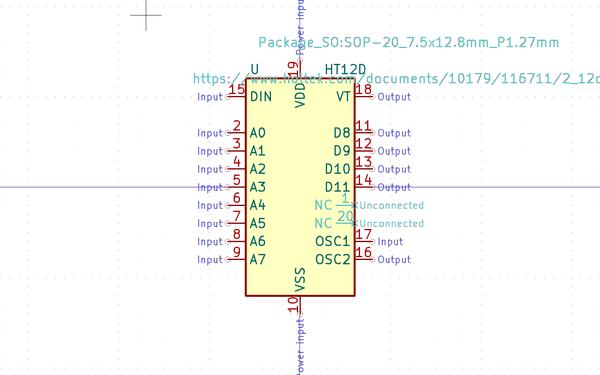 Power input
Package_SO:SOP-20_7.5x12.8mm_P1.27mm
U 19 HT12D
https://www.holtek.com/documents/10179/116711/2_12
Input 15 DIN VDD VT 18 Output
Input 2 A0 D8 11 Output
Input 3 A1 D9 12 Output
Input 4 A2 D10 13 Output
Input 5 A3 D11 14 Output
Input 6 A4 NC 1 Unconnected
Input 7 A5 NC 20 Unconnected
Input 8 A6 OSC1 17 Input
Input 9 A7 OSC2 16 Output
VSS
10
Power input